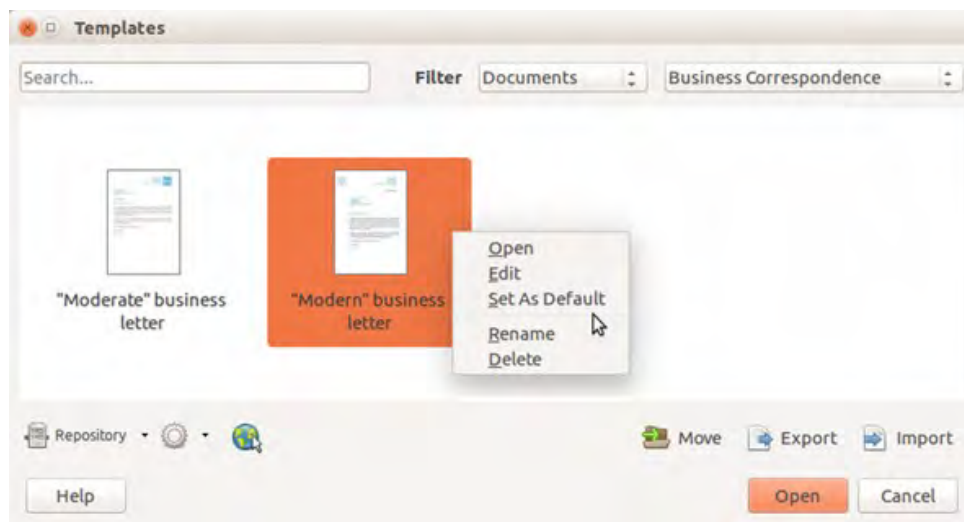 Templates
Search...
Filter Documents Business Correspondence
"Moderate" business
letter
"Modern" business
letter
Open
Edit
Set As Default
Rename
Delete
Repository
Move Export Import
Help Open Cancel